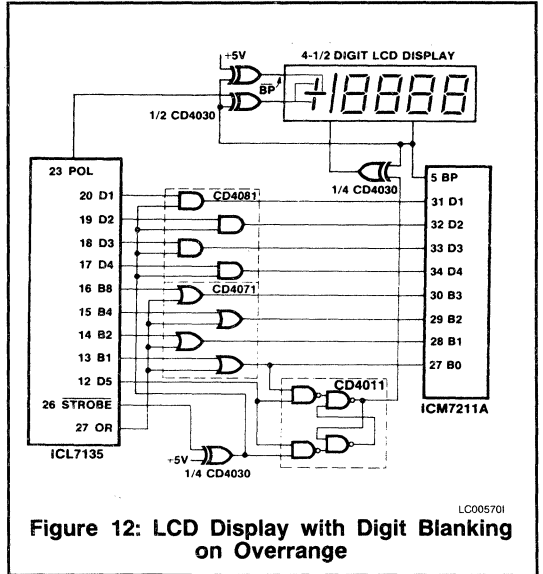 +5V
4-1/2 DIGIT LCD DISPLAY
BP
1/2 CD4030
1/4 CD4030
23 POL
20 D1
19 D2
18 D3
17 D4
16 B8
15 B4
14 B2
13 B1
12 D5
26 STROBE
27 OR
ICL7135
CD4081
CD4071
CD4011
+5V
1/4 CD4030
5 BP
31 D1
32 D2
33 D3
34 D4
30 B3
29 B2
28 B1
27 B0
ICM7211A
LC00570I
Figure 12: LCD Display with Digit Blanking
on Overrange